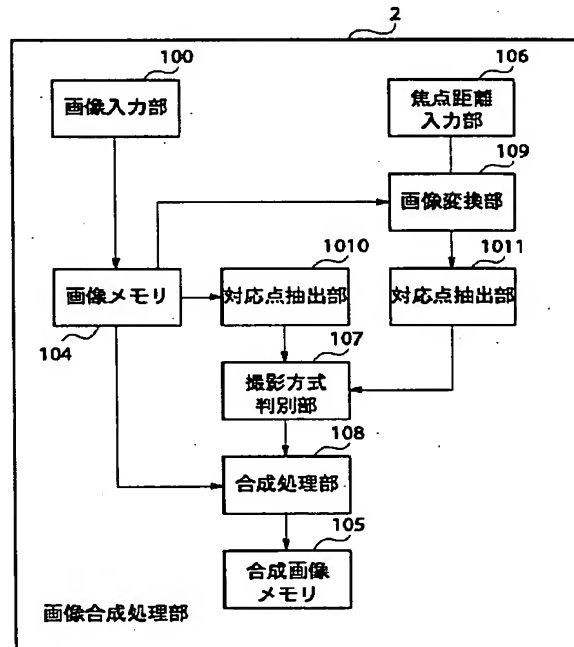 2
100
画像入力部
106
焦点距離
入力部
109
画像変換部
画像メモリ
104
1010
対応点抽出部
1011
対応点抽出部
107
撮影方式
判別部
108
合成処理部
105
合成画像
メモリ
画像合成処理部